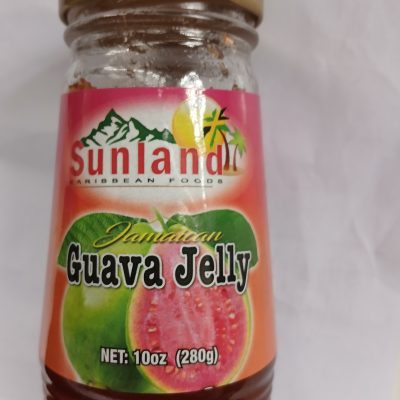 Sunland
CARIBBEAN FOODS
Jamaican
Guava Jelly
NET: 10oz (280g)